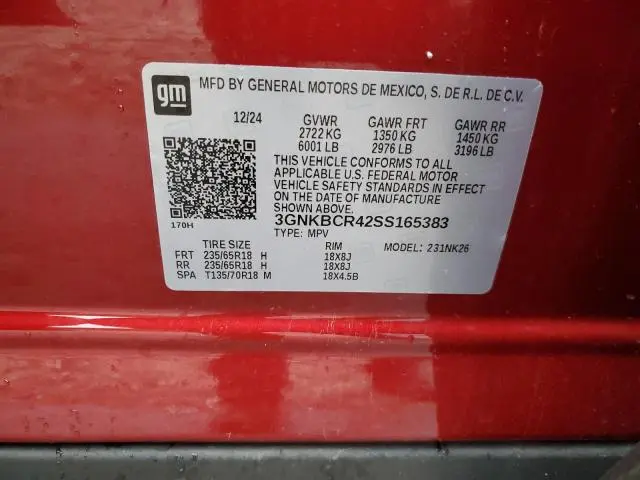 gm
MFD BY GENERAL MOTORS DE MEXICO, S. DE R.L. DE C.V.
12/24 GVWR GAWR FRT GAWR RR
2722 KG 1350 KG 1450 KG
6001 LB 2976 LB 3196 LB
THIS VEHICLE CONFORMS TO ALL
APPLICABLE U.S. FEDERAL MOTOR
VEHICLE SAFETY STANDARDS IN EFFECT
ON THE DATE OF MANUFACTURE
SHOWN ABOVE
3GNKBCR42SS165383
170H
TYPE: MPV MODEL: 231NK26
TIRE SIZE RIM
FRT 235/65R18 H 18X8J
RR 235/65R18 H 18X8J
SPA T135/70R18 M 18X4.5B